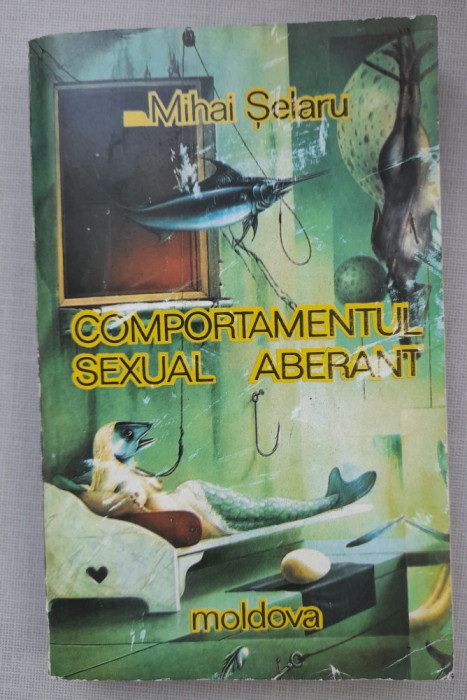 Mihai Șelaru
COMPORTAMENTUL
SEXUAL ABERANT
moldova